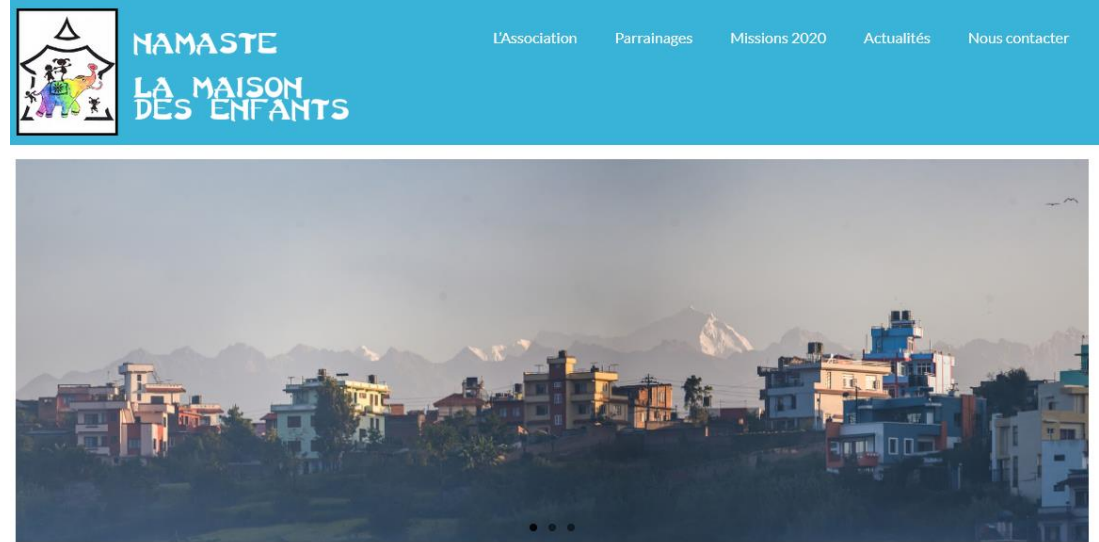 NAMASTE
LA MAISON
DES ENFANTS
L'Association
Parrainages
Missions 2020
Actualités
Nous contacter